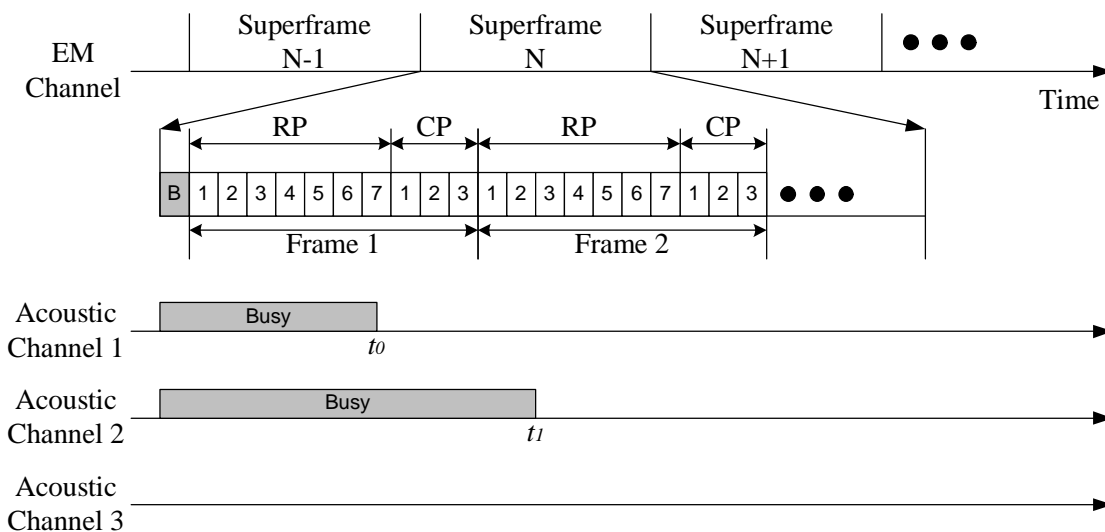 EM
Channel
Superframe
N-1
Superframe
N
Superframe
N+1
Time
RP
CP
RP
CP
B 1 2 3 4 5 6 7 1 2 3 1 2 3 4 5 6 7 1 2 3
Frame 1
Frame 2
Acoustic
Channel 1
Busy
t0
Acoustic
Channel 2
Busy
t1
Acoustic
Channel 3